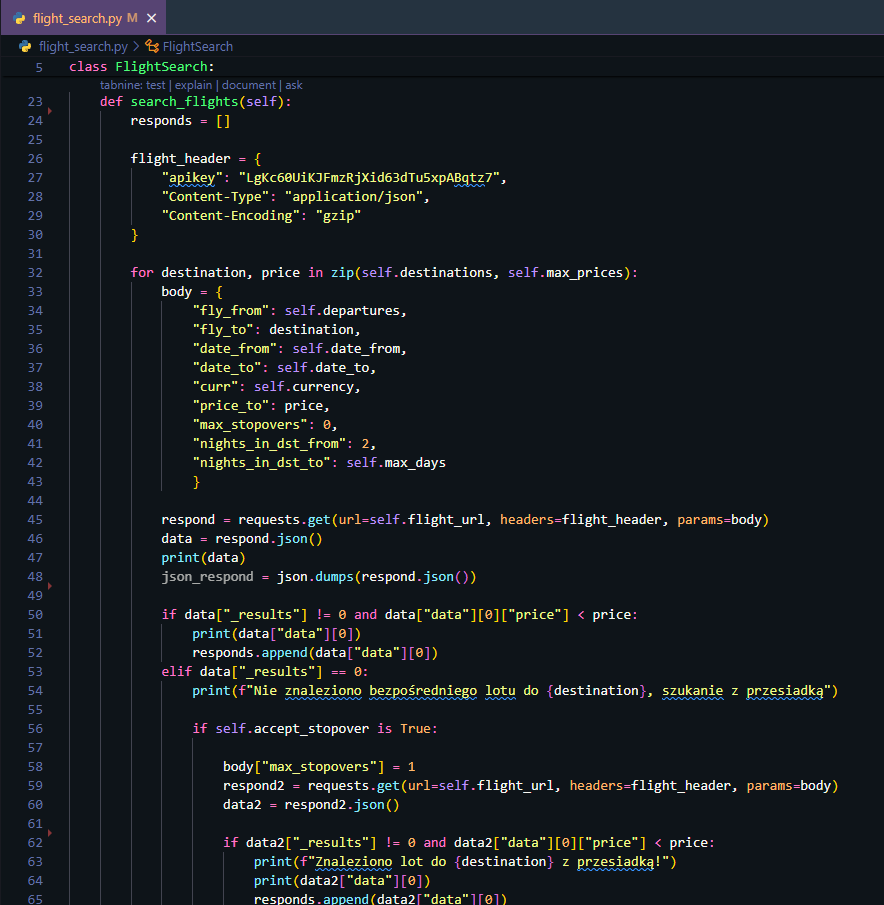 flight_search.py M ×
flight_search.py > FlightSearch
5 class FlightSearch:
tabnine: test | explain | document | ask
23 def search_flights(self):
24 responds = []
25
26 flight_header = {
27 "apikey": "LgKc60UiKJFmzRjXid63dTu5xpABqtz7",
28 "Content-Type": "application/json",
29 "Content-Encoding": "gzip"
30 }
31
32 for destination, price in zip(self.destinations, self.max_prices):
33 body = {
34 "fly_from": self.departures,
35 "fly_to": destination,
36 "date_from": self.date_from,
37 "date_to": self.date_to,
38 "curr": self.currency,
39 "price_to": price,
40 "max_stopovers": 0,
41 "nights_in_dst_from": 2,
42 "nights_in_dst_to": self.max_days
43 }
44
45 respond = requests.get(url=self.flight_url, headers=flight_header, params=body)
46 data = respond.json()
47 print(data)
48 json_respond = json.dumps(respond.json())
49
50 if data["_results"] != 0 and data["data"][0]["price"] < price:
51 print(data["data"][0])
52 responds.append(data["data"][0])
53 elif data["_results"] == 0:
54 print(f"Nie znaleziono bezpośredniego lotu do {destination}, szukanie z przesiadką")
55
56 if self.accept_stopover is True:
57
58 body["max_stopovers"] = 1
59 respond2 = requests.get(url=self.flight_url, headers=flight_header, params=body)
60 data2 = respond2.json()
61
62 if data2["_results"] != 0 and data2["data"][0]["price"] < price:
63 print(f"Znaleziono lot do {destination} z przesiadką!")
64 print(data2["data"][0])
65 responds.append(data2["data"][0])